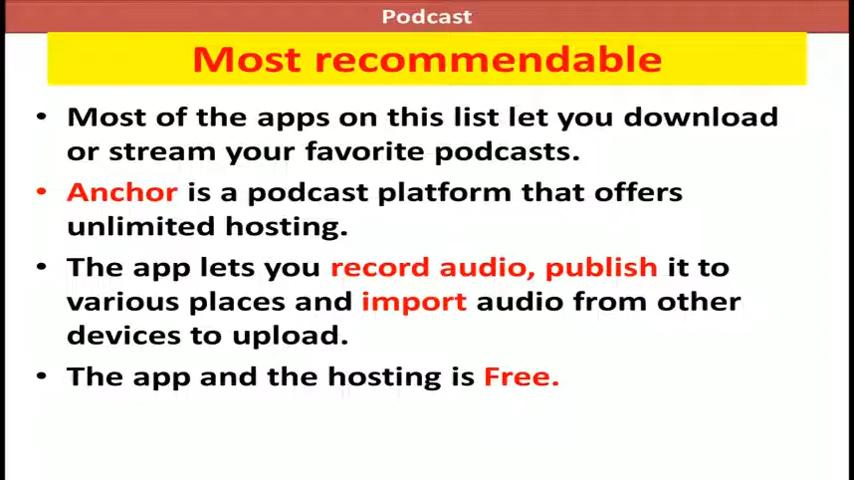 Podcast
Most recommendable
• Most of the apps on this list let you download
or stream your favorite podcasts.
• Anchor is a podcast platform that offers
unlimited hosting.
• The app lets you record audio, publish it to
various places and import audio from other
devices to upload.
• The app and the hosting is Free.